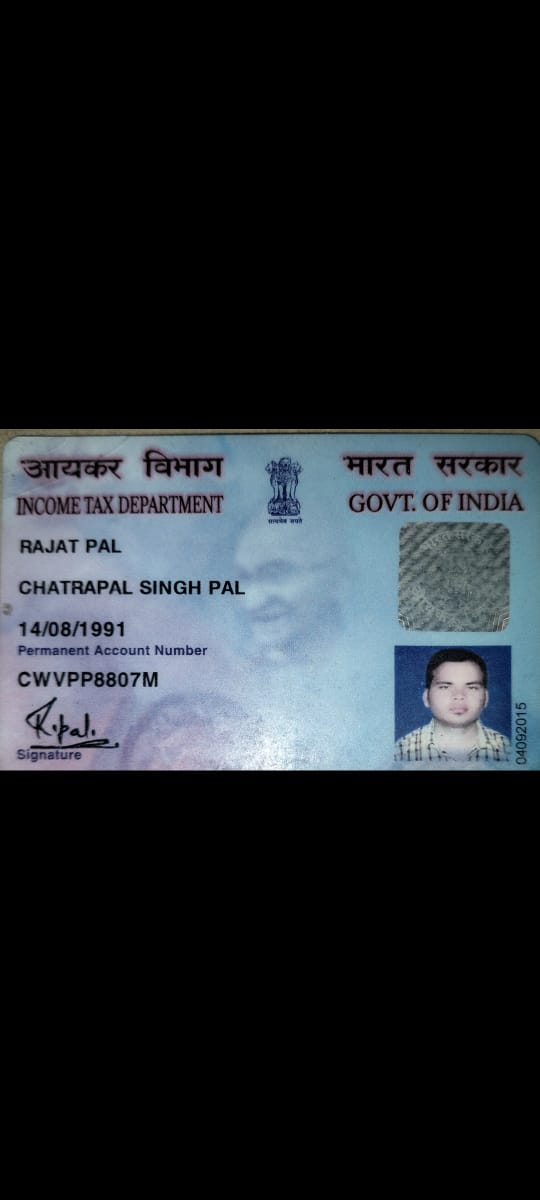 आयकर विभाग
INCOME TAX DEPARTMENT
सत्यमेव जयते
भारत सरकार
GOVT. OF INDIA
RAJAT PAL
CHATRAPAL SINGH PAL
14/08/1991
Permanent Account Number
CWVPP8807M
R.pal.
Signature
04092015